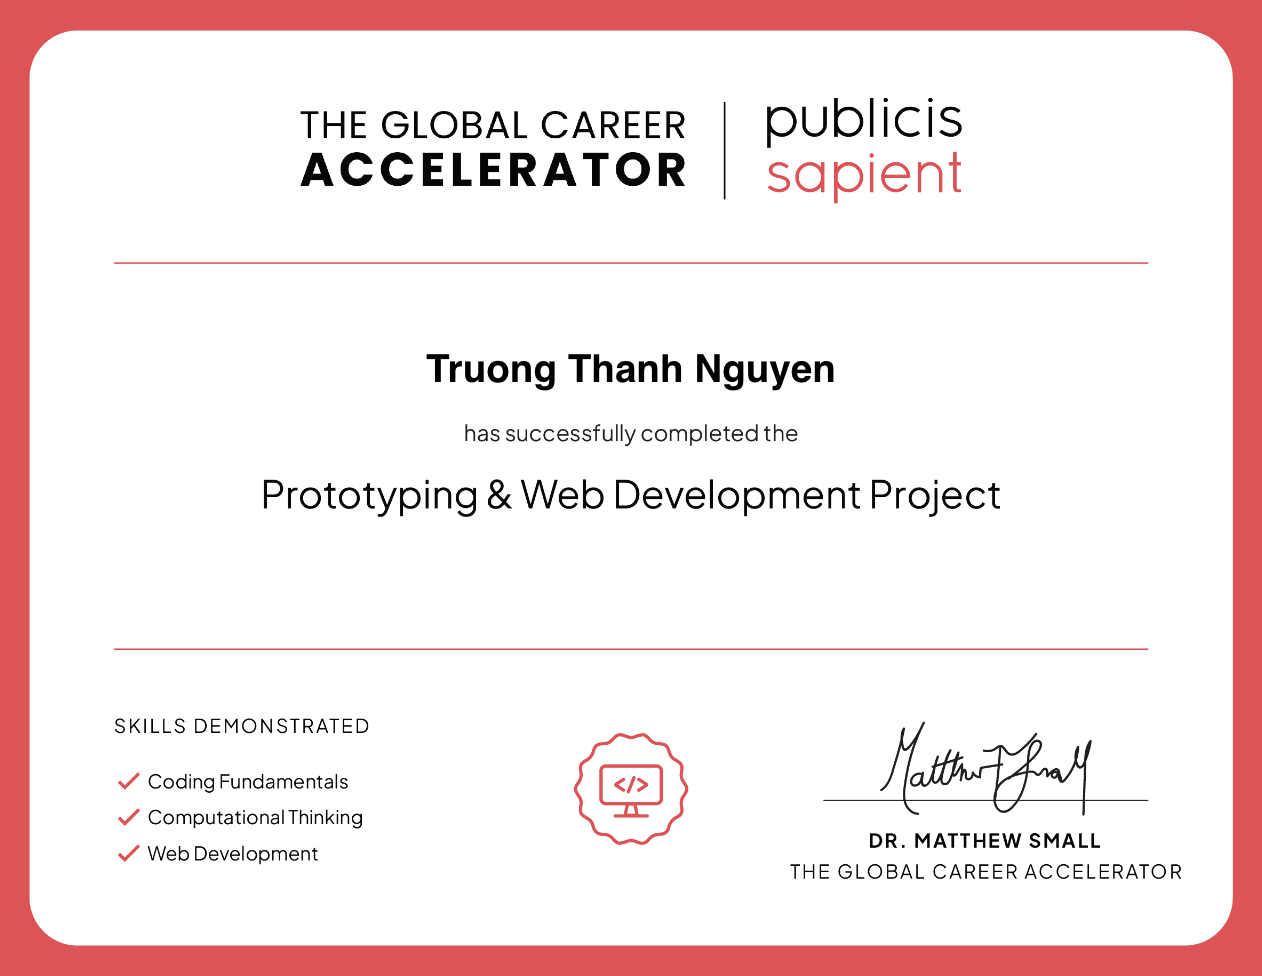 THE GLOBAL CAREER
ACCELERATOR
publicis
sapient
Truong Thanh Nguyen
has successfully completed the
Prototyping & Web Development Project
SKILLS DEMONSTRATED
Coding Fundamentals
Computational Thinking
Web Development
</>
Matthew J Small
DR. MATTHEW SMALL
THE GLOBAL CAREER ACCELERATOR